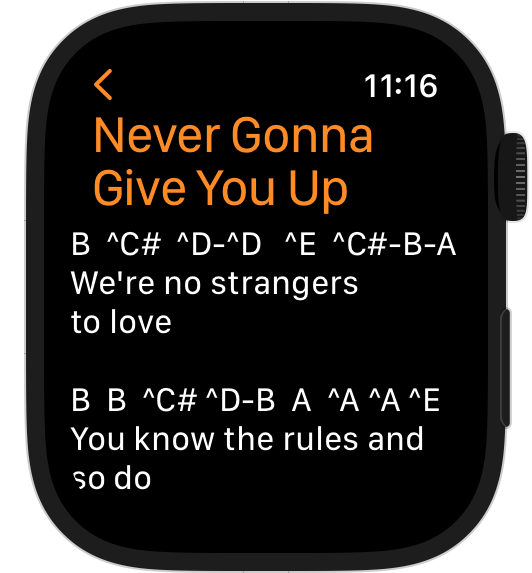 11:16
Never Gonna
Give You Up
B ^C# ^D-^D ^E ^C#-B-A
We're no strangers
to love
B B ^C# ^D-B A ^A ^A ^E
You know the rules and
so do